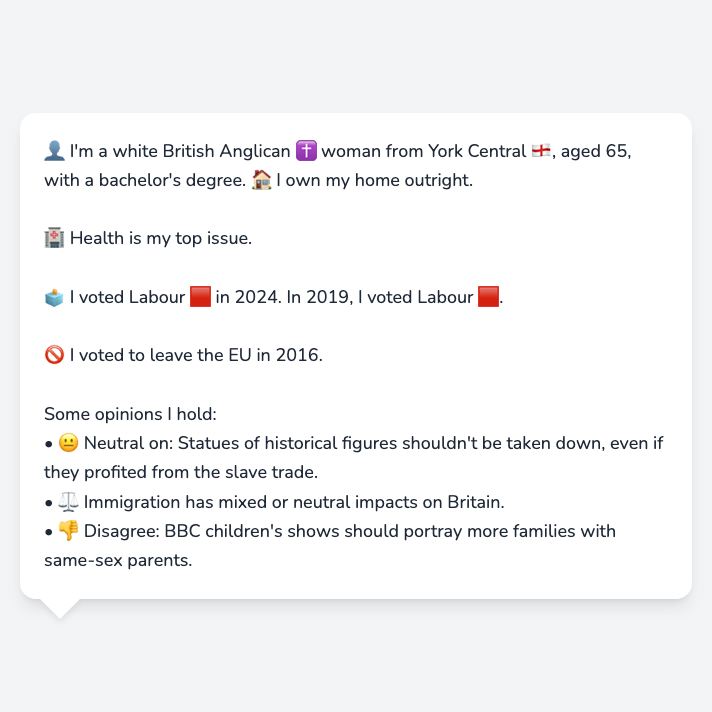 👤 I'm a white British Anglican ✝️ woman from York Central 🏴󠁧󠁢󠁥󠁮󠁧󠁿, aged 65,
with a bachelor's degree. 🏠 I own my home outright.
🏥 Health is my top issue.
🗳️ I voted Labour 🟥 in 2024. In 2019, I voted Labour 🟥.
🚫 I voted to leave the EU in 2016.
Some opinions I hold:
• 😐 Neutral on: Statues of historical figures shouldn't be taken down, even if
they profited from the slave trade.
• ⚖️ Immigration has mixed or neutral impacts on Britain.
• 👎 Disagree: BBC children's shows should portray more families with
same-sex parents.